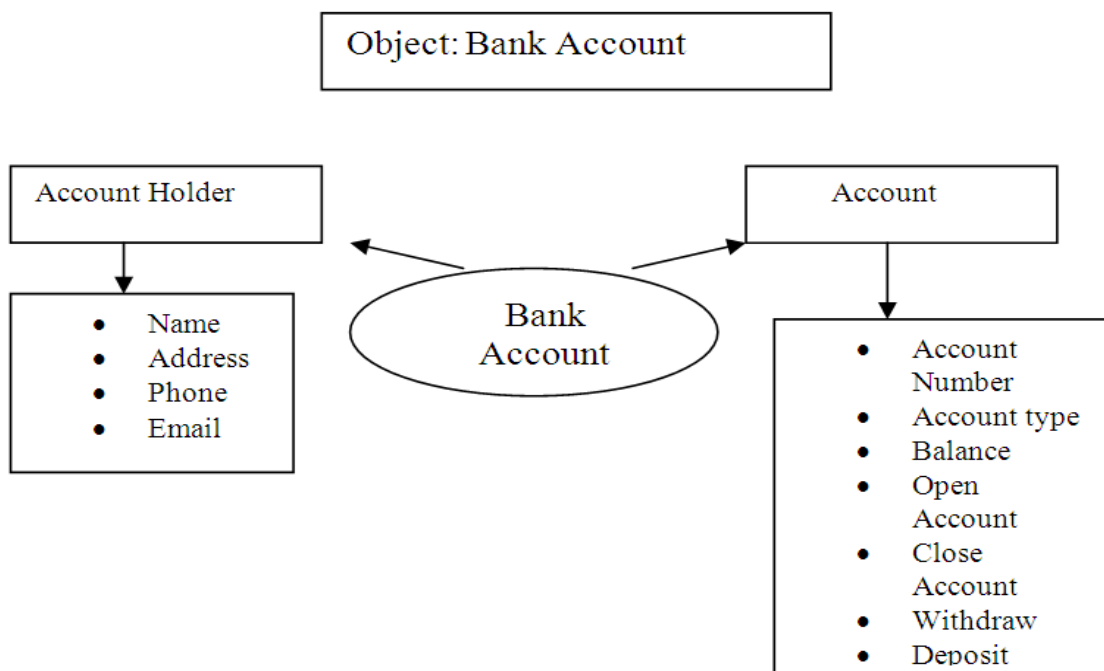 Object: Bank Account
Account Holder
Account
Bank
Account
• Name
• Address
• Phone
• Email
• Account
Number
• Account type
• Balance
• Open
Account
• Close
Account
• Withdraw
• Deposit